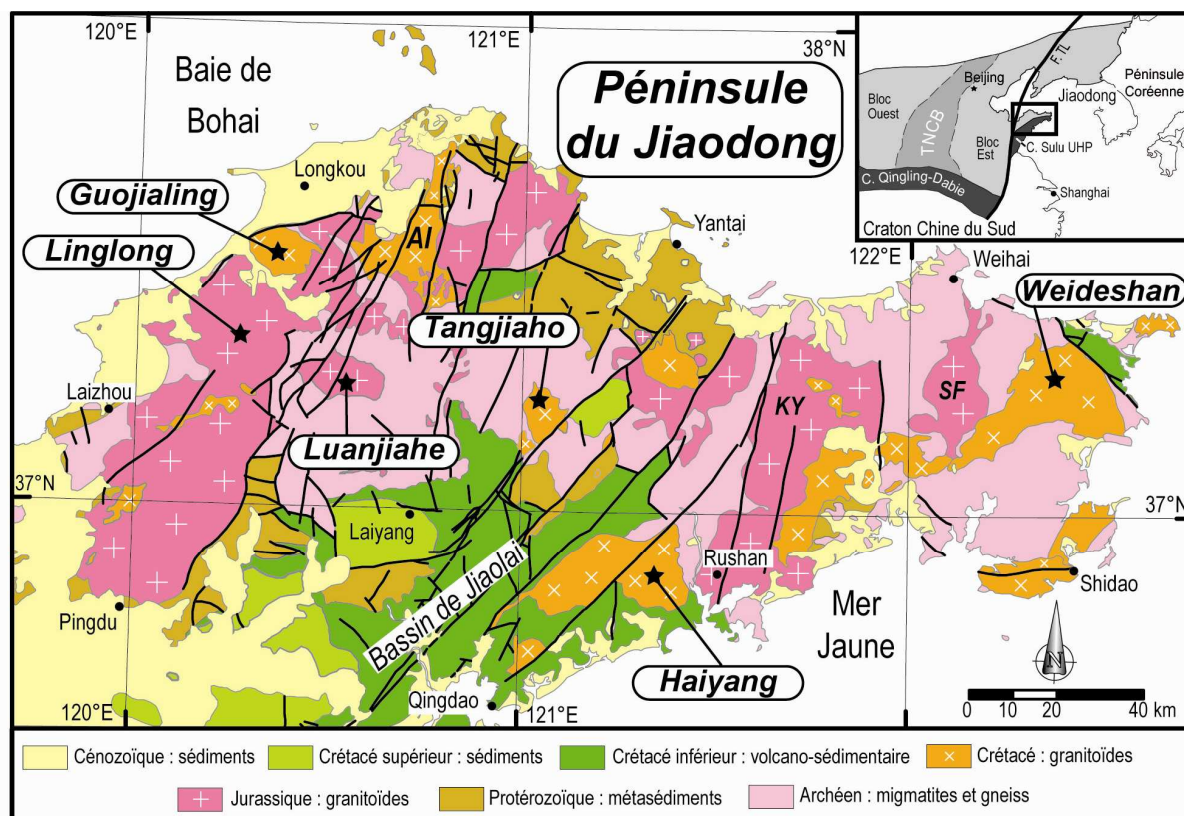 120°E
121°E
38°N
Baie de
Bohai
Péninsule
du Jiaodong
Longkou
Guojialing
Linglong
AI
Yantai
122°E
Weihai
Weideshan
Tangjiaho
Laizhou
Luanjiahe
KY
SF
37°N
37°N
Laiyang
Bassin de Jiaolai
Rushan
Shidao
Pingdu
Mer
Jaune
Haiyang
Qingdao
120°E
121°E
N
0 10 20 40 km
Beijing
F. TL
Péninsule
Coréenne
Bloc
Ouest
TNCB
Jiaodong
Bloc
Est
C. Sulu UHP
C. Qingling-Dabie
Shanghai
Craton Chine du Sud
Cénozoïque : sédiments
Crétacé supérieur : sédiments
Crétacé inférieur : volcano-sédimentaire
Crétacé : granitoïdes
Jurassique : granitoïdes
Protérozoïque : métasédiments
Archéen : migmatites et gneiss